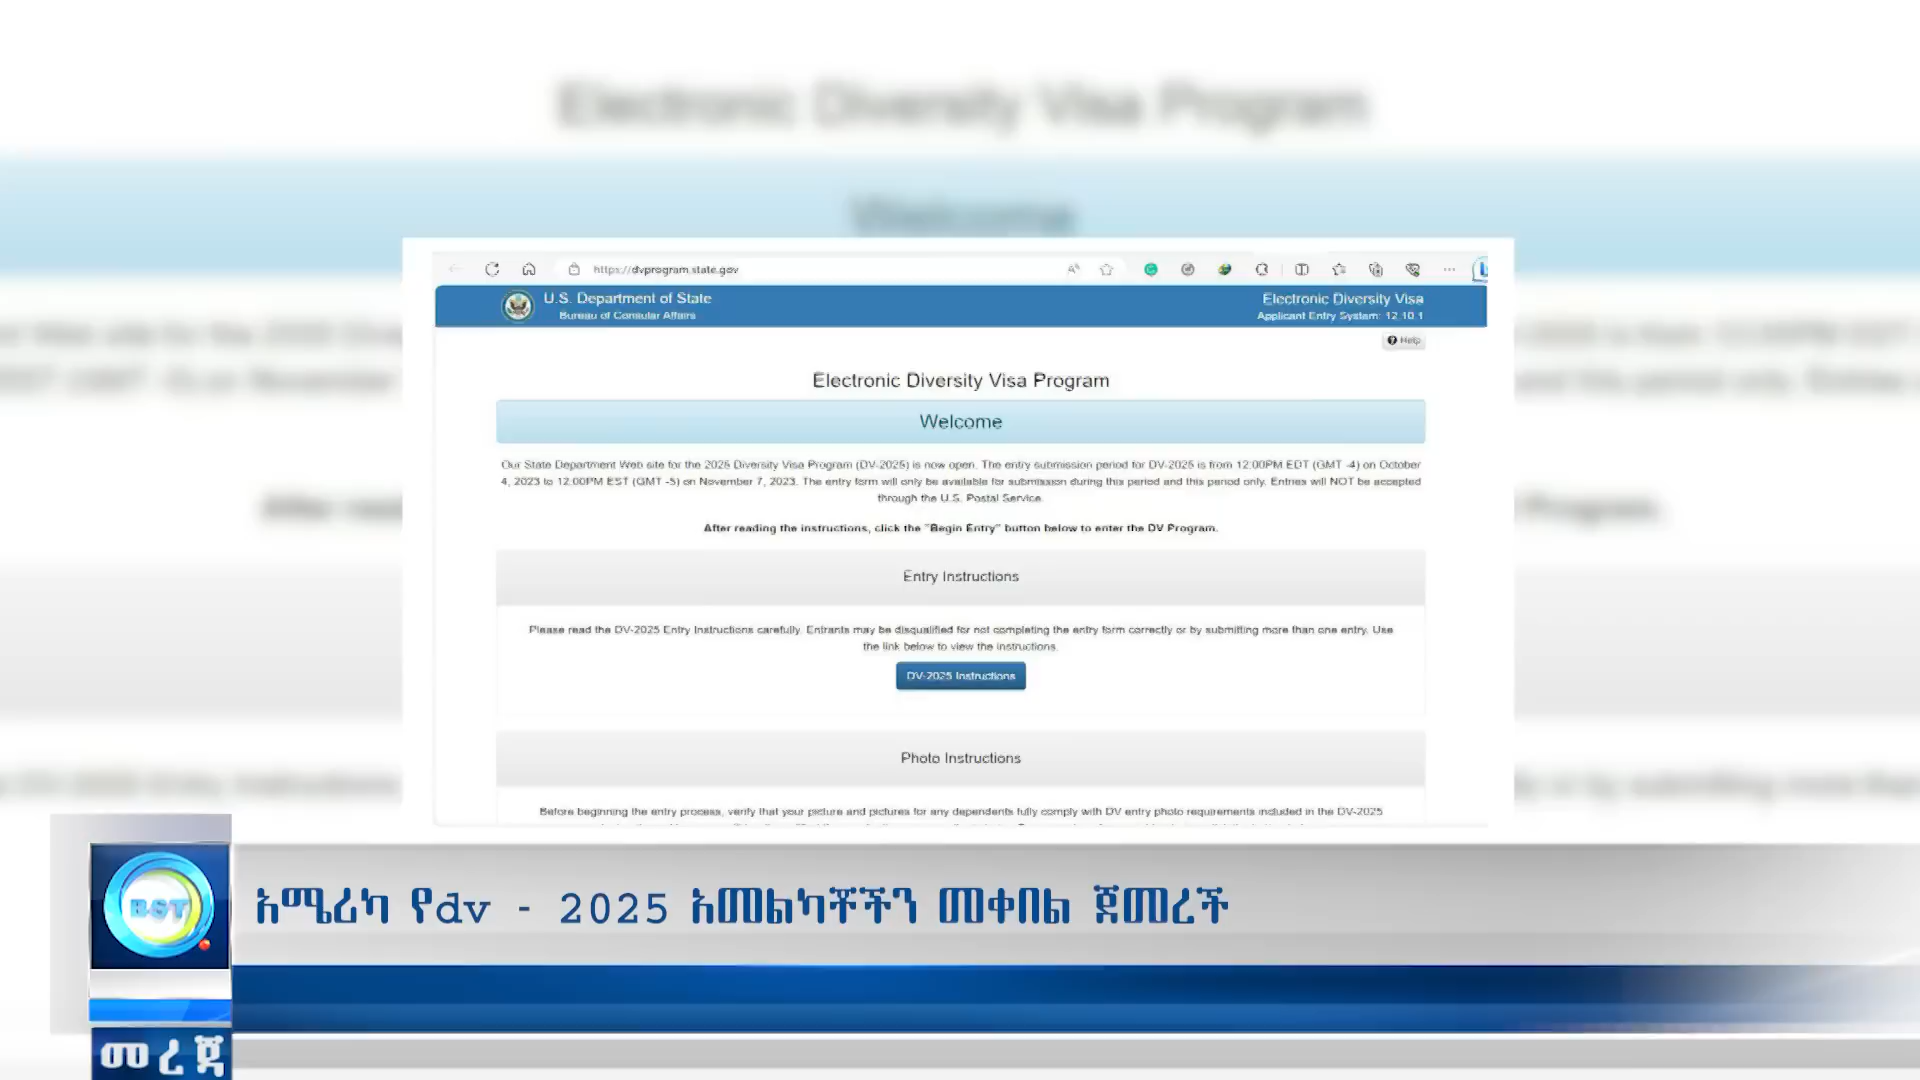 Electronic Diversity Visa Program
Welcome
https://dvprogram.state.gov
U.S. Department of State
Bureau of Consular Affairs
Electronic Diversity Visa
Applicant Entry System: 12.10.1
Help
Electronic Diversity Visa Program
Welcome
Our State Department Web site for the 2025 Diversity Visa Program (DV-2025) is now open. The entry submission period for DV-2025 is from 12:00PM EDT (GMT -4) on October
4, 2023 to 12:00PM EST (GMT -5) on November 7, 2023. The entry form will only be available for submission during this period and this period only. Entries will NOT be accepted
through the U.S. Postal Service.
After reading the instructions, click the "Begin Entry" button below to enter the DV Program.
Entry Instructions
Please read the DV-2025 Entry Instructions carefully. Entrants may be disqualified for not completing the entry form correctly or by submitting more than one entry. Use
the link below to view the instructions.
DV-2025 Instructions
Photo Instructions
Before beginning the entry process, verify that your picture and pictures for any dependents fully comply with DV entry photo requirements included in the DV-2025
BGT
አሜሪካ የdv - 2025 አመልካቾችን መቀበል ጀመረች
መረጃ